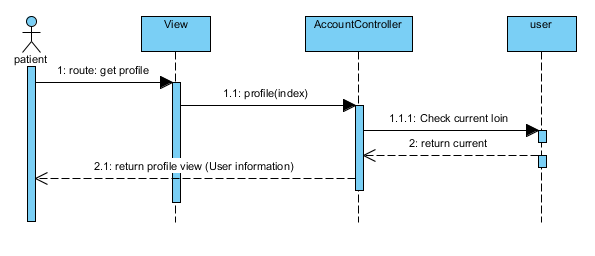 View
AccountController
user
patient
1: route: get profile
1.1: profile(index)
1.1.1: Check current loin
2: return current
2.1: return profile view (User information)